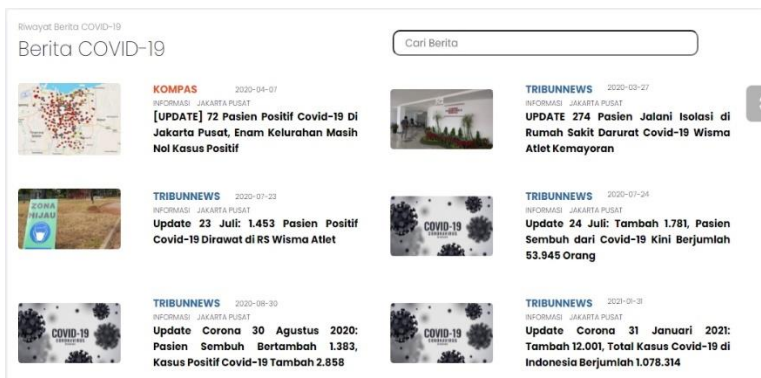 Riwayat Berita COVID-19
Berita COVID-19
Cari Berita
KOMPAS 2020-04-07
INFORMASI JAKARTA PUSAT
[UPDATE] 72 Pasien Positif Covid-19 Di
Jakarta Pusat, Enam Kelurahan Masih
Nol Kasus Positif
TRIBUNNEWS 2020-03-27
INFORMASI JAKARTA PUSAT
UPDATE 274 Pasien Jalani Isolasi di
Rumah Sakit Darurat Covid-19 Wisma
Atlet Kemayoran
ZONA
HIJAU
TRIBUNNEWS 2020-07-23
INFORMASI JAKARTA PUSAT
Update 23 Juli: 1.453 Pasien Positif
Covid-19 Dirawat di RS Wisma Atlet
COVID-19
CORONAVIRUS
TRIBUNNEWS 2020-07-24
INFORMASI JAKARTA PUSAT
Update 24 Juli: Tambah 1.781, Pasien
Sembuh dari Covid-19 Kini Berjumlah
53.945 Orang
COVID-19
CORONAVIRUS
TRIBUNNEWS 2020-08-30
INFORMASI JAKARTA PUSAT
Update Corona 30 Agustus 2020:
Pasien Sembuh Bertambah 1.383,
Kasus Positif Covid-19 Tambah 2.858
COVID-19
CORONAVIRUS
TRIBUNNEWS 2021-01-31
INFORMASI JAKARTA PUSAT
Update Corona 31 Januari 2021:
Tambah 12.001, Total Kasus Covid-19 di
Indonesia Berjumlah 1.078.314